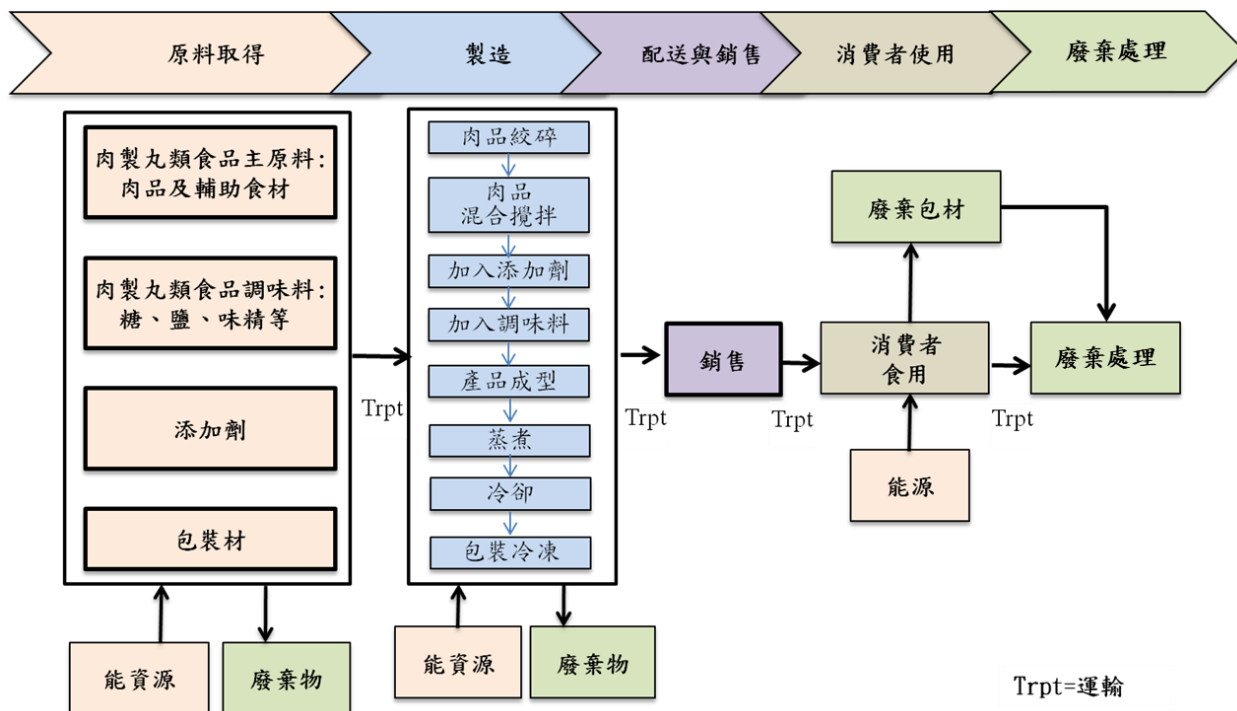 原料取得
製造
配送與銷售
消費者使用
廢棄處理
肉製丸類食品主原料:
肉品及輔助食材
肉製丸類食品調味料:
糖、鹽、味精等
添加劑
包裝材
能資源
廢棄物
Trpt
肉品絞碎
肉品
混合攪拌
加入添加劑
加入調味料
產品成型
蒸煮
冷卻
包裝冷凍
能資源
廢棄物
Trpt
銷售
Trpt
廢棄包材
消費者
食用
能源
Trpt
廢棄處理
Trpt=運輸